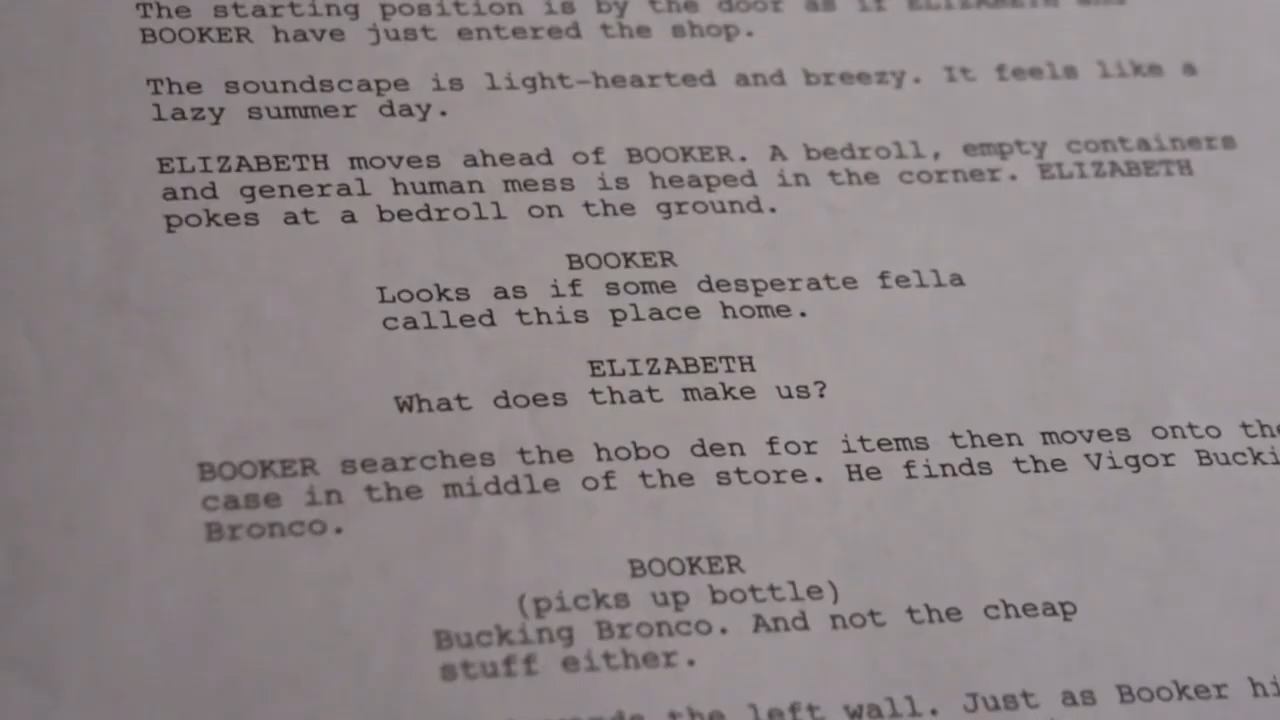 The starting position is by the door as if ELIZABETH and
BOOKER have just entered the shop.
The soundscape is light-hearted and breezy. It feels like a
lazy summer day.
ELIZABETH moves ahead of BOOKER. A bedroll, empty containers
and general human mess is heaped in the corner. ELIZABETH
pokes at a bedroll on the ground.
BOOKER
Looks as if some desperate fella
called this place home.
ELIZABETH
What does that make us?
BOOKER searches the hobo den for items then moves onto the
case in the middle of the store. He finds the Vigor Bucki
Bronco.
BOOKER
(picks up bottle)
Bucking Bronco. And not the cheap
stuff either.
the left wall. Just as Booker hi